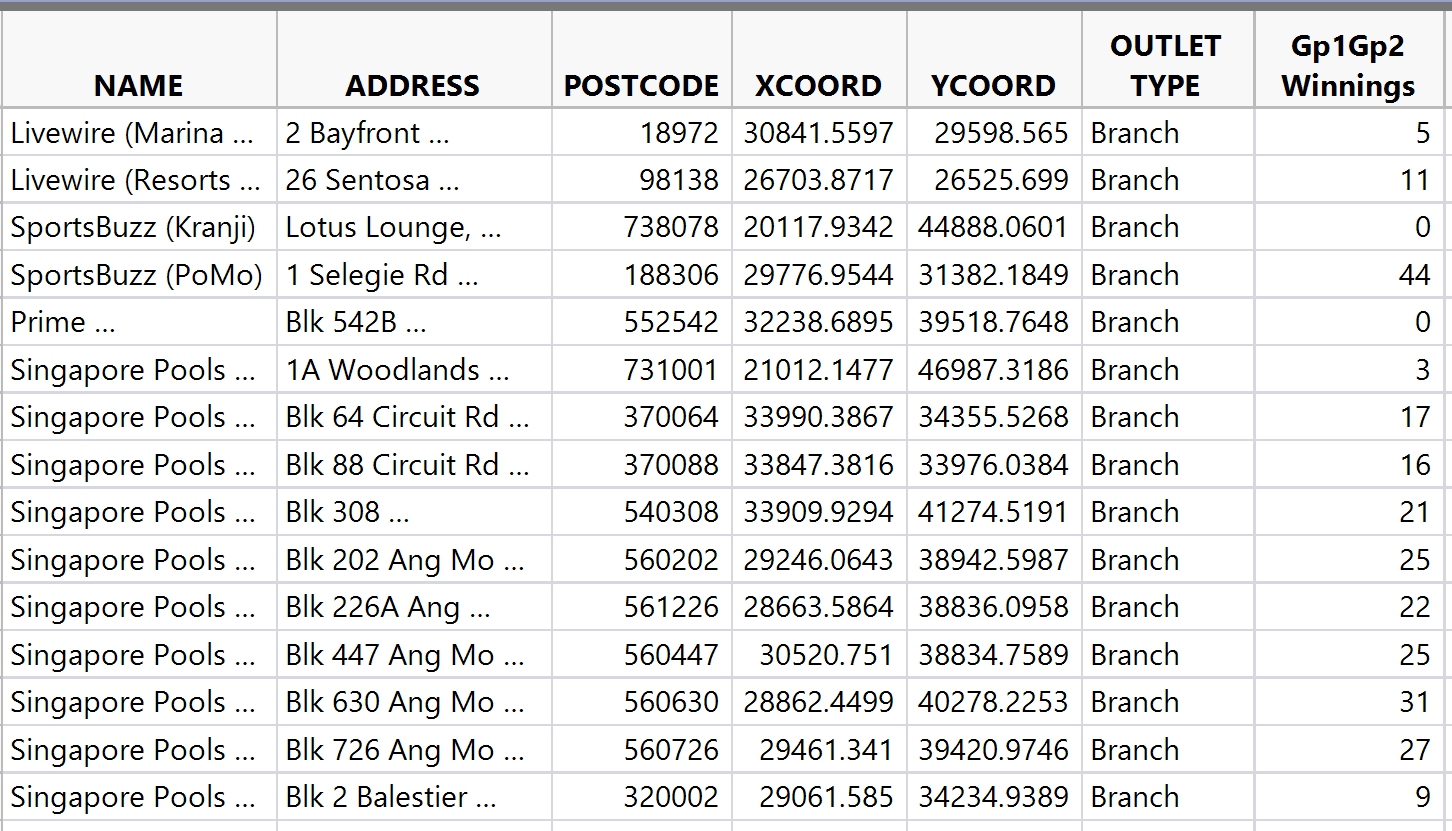 NAME ADDRESS POSTCODE XCOORD YCOORD OUTLET TYPE Gp1Gp2 Winnings
Livewire (Marina ... 2 Bayfront ... 18972 30841.5597 29598.565 Branch 5
Livewire (Resorts ... 26 Sentosa ... 98138 26703.8717 26525.699 Branch 11
SportsBuzz (Kranji) Lotus Lounge, ... 738078 20117.9342 44888.0601 Branch 0
SportsBuzz (PoMo) 1 Selegie Rd ... 188306 29776.9544 31382.1849 Branch 44
Prime ... Blk 542B ... 552542 32238.6895 39518.7648 Branch 0
Singapore Pools ... 1A Woodlands ... 731001 21012.1477 46987.3186 Branch 3
Singapore Pools ... Blk 64 Circuit Rd ... 370064 33990.3867 34355.5268 Branch 17
Singapore Pools ... Blk 88 Circuit Rd ... 370088 33847.3816 33976.0384 Branch 16
Singapore Pools ... Blk 308 ... 540308 33909.9294 41274.5191 Branch 21
Singapore Pools ... Blk 202 Ang Mo ... 560202 29246.0643 38942.5987 Branch 25
Singapore Pools ... Blk 226A Ang ... 561226 28663.5864 38836.0958 Branch 22
Singapore Pools ... Blk 447 Ang Mo ... 560447 30520.751 38834.7589 Branch 25
Singapore Pools ... Blk 630 Ang Mo ... 560630 28862.4499 40278.2253 Branch 31
Singapore Pools ... Blk 726 Ang Mo ... 560726 29461.341 39420.9746 Branch 27
Singapore Pools ... Blk 2 Balestier ... 320002 29061.585 34234.9389 Branch 9